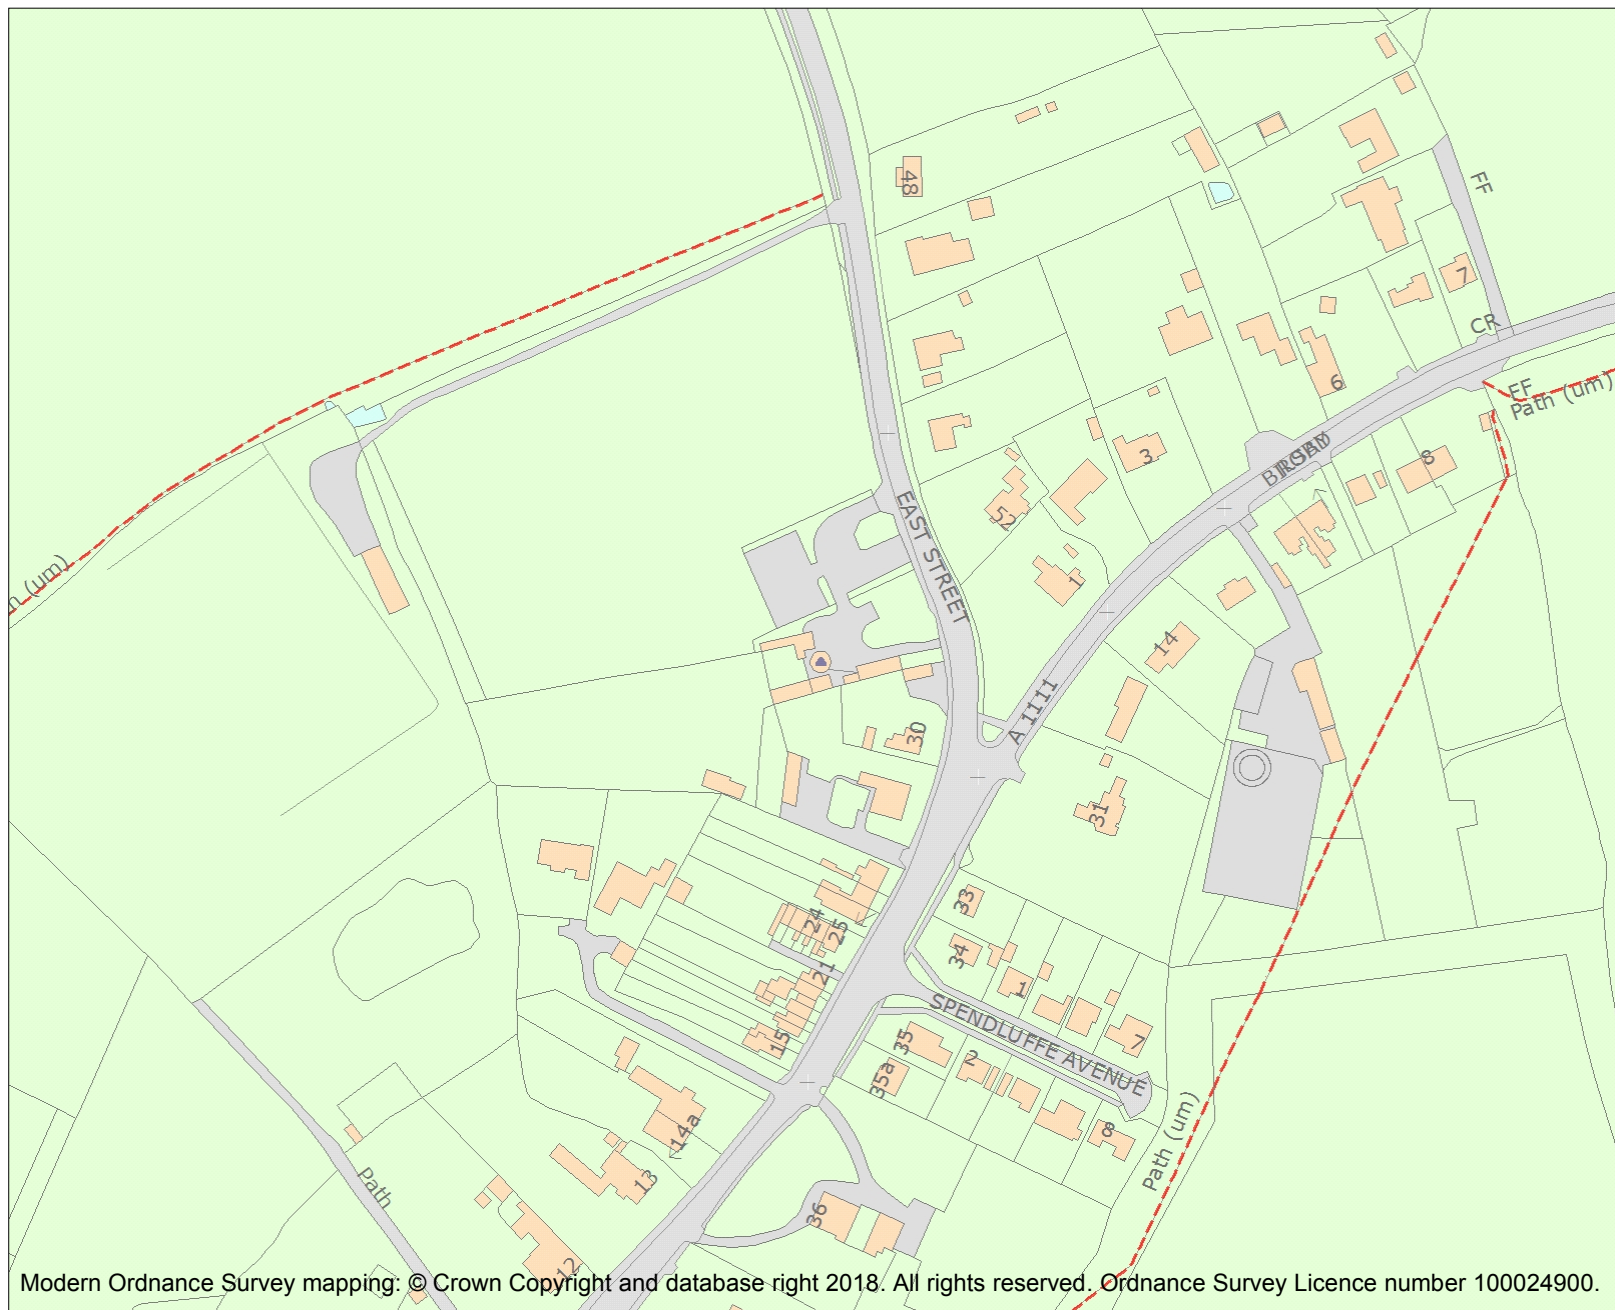 48
FF
7
CR
FF
Path (um)
6
3
S
EAST STREET
52
1
h (um)
14
A 1111
30
31
24
25
33
34
21
1
SPENDLUFFE AVENUE
7
15
35
2
35a
8
14a
Path (um)
13
Path
36
12
Modern Ordnance Survey mapping: © Crown Copyright and database right 2018. All rights reserved. Ordnance Survey Licence number 100024900.